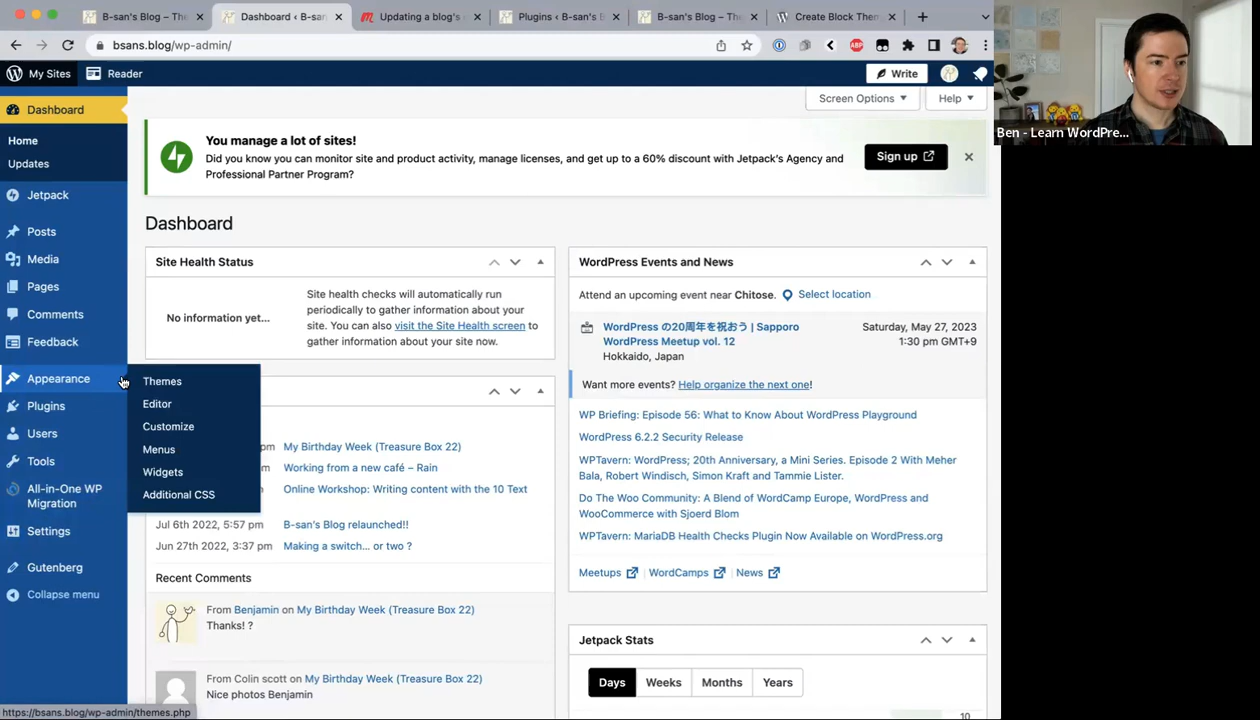 B-san's Blog – The
Dashboard ‹ B-san
Updating a blog's
Plugins ‹ B-san's B
B-san's Blog – The
Create Block Them
bsans.blog/wp-admin/
My Sites
Reader
Write
Ben - Learn WordPre...
Dashboard
Home
Updates
Jetpack
Posts
Media
Pages
Comments
Feedback
Appearance
Plugins
Users
Tools
All-in-One WP
Migration
Settings
Gutenberg
Collapse menu
Themes
Editor
Customize
Menus
Widgets
Additional CSS
Screen Options
Help
You manage a lot of sites!
Did you know you can monitor site and product activity, manage licenses, and get up to a 60% discount with Jetpack's Agency and
Professional Partner Program?
Sign up
Dashboard
Site Health Status
No information yet...
Site health checks will automatically run
periodically to gather information about your
site. You can also visit the Site Health screen to
gather information about your site now.
pm My Birthday Week (Treasure Box 22)
Working from a new café – Rain
Online Workshop: Writing content with the 10 Text
Jul 6th 2022, 5:57 pm B-san's Blog relaunched!!
Jun 27th 2022, 3:37 pm Making a switch... or two ?
Recent Comments
From Benjamin on My Birthday Week (Treasure Box 22)
Thanks! ?
From Colin scott on My Birthday Week (Treasure Box 22)
Nice photos Benjamin
WordPress Events and News
Attend an upcoming event near Chitose. Select location
WordPress の20周年を祝おう | Sapporo
WordPress Meetup vol. 12
Hokkaido, Japan
Saturday, May 27, 2023
1:30 pm GMT+9
Want more events? Help organize the next one!
WP Briefing: Episode 56: What to Know About WordPress Playground
WordPress 6.2.2 Security Release
WPTavern: WordPress; 20th Anniversary, a Mini Series. Episode 2 With Meher
Bala, Robert Windisch, Simon Kraft and Tammie Lister.
Do The Woo Community: A Blend of WordCamp Europe, WordPress and
WooCommerce with Sjoerd Blom
WPTavern: MariaDB Health Checks Plugin Now Available on WordPress.org
Meetups
WordCamps
News
Jetpack Stats
Days
Weeks
Months
Years
10
https://bsans.blog/wp-admin/themes.php